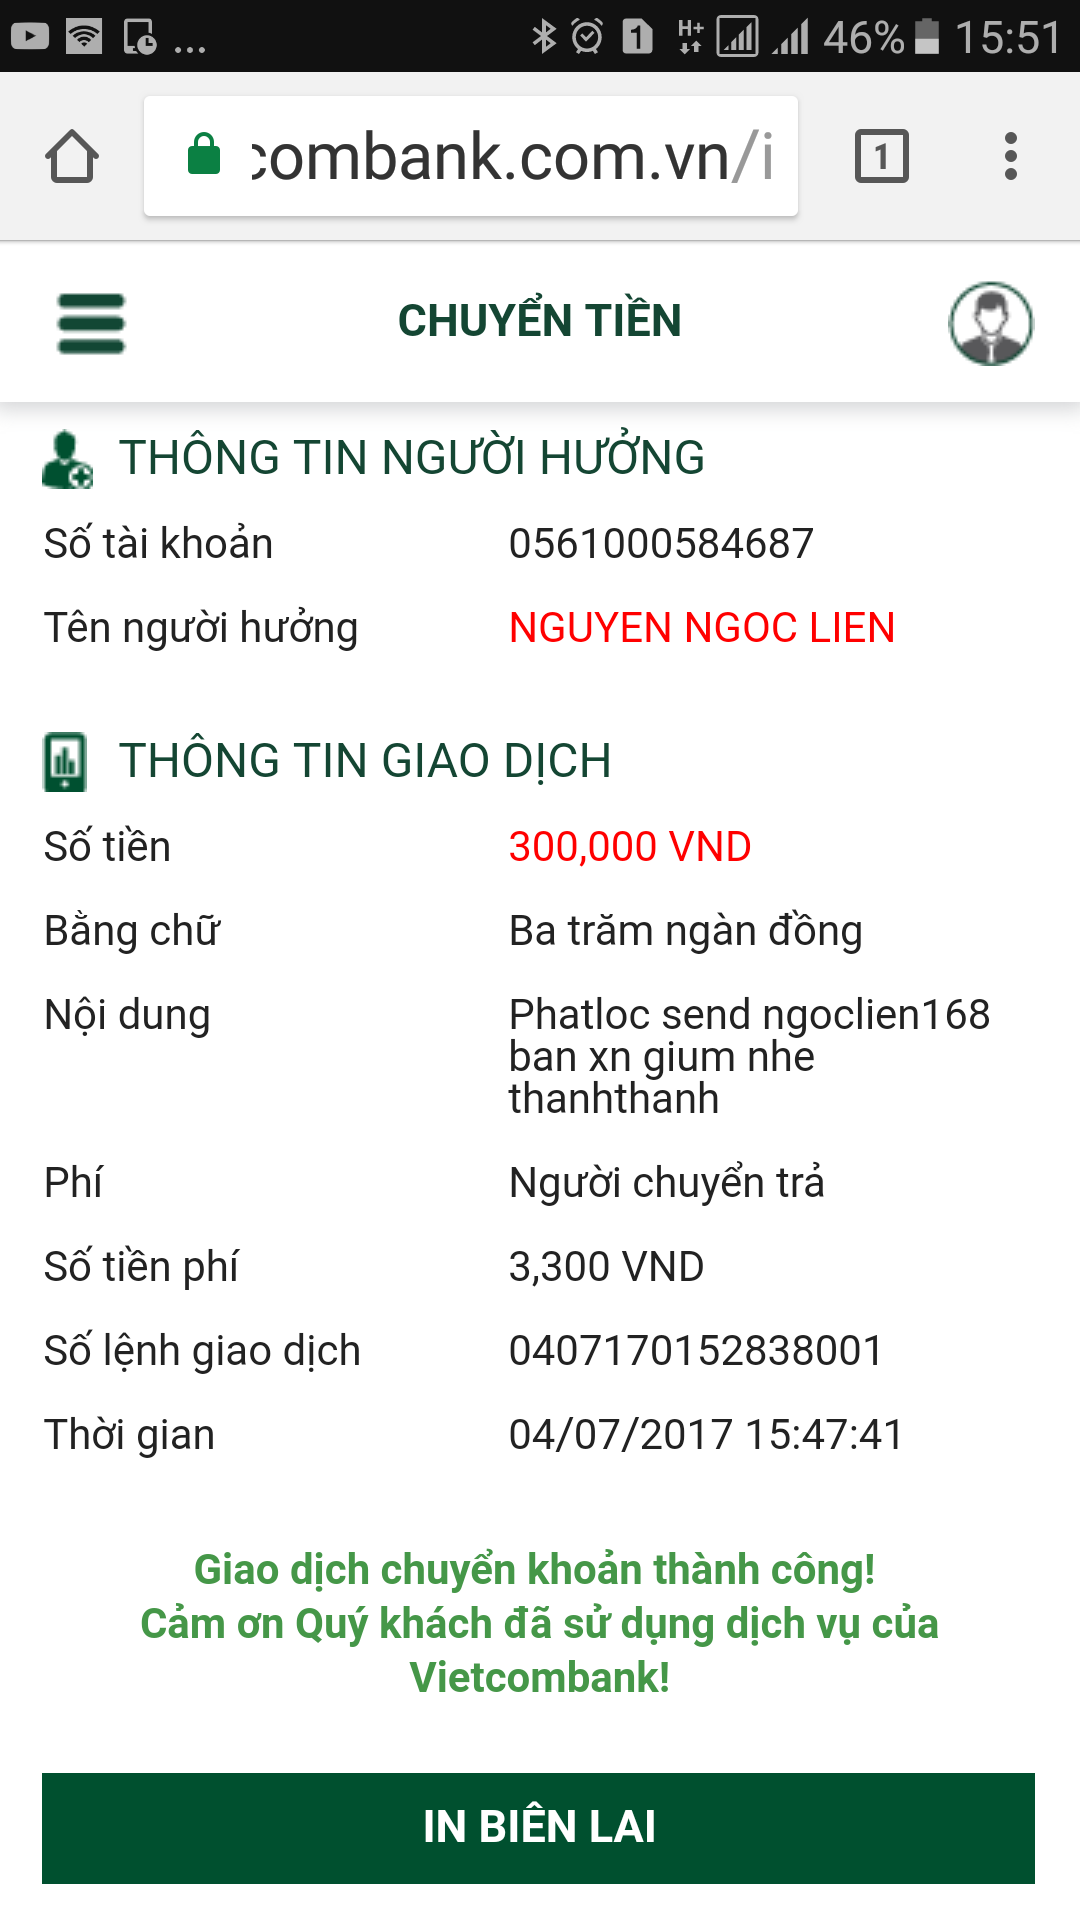 ... 1 H+ 46% 15:51
combank.com.vn/i 1
CHUYỂN TIỀN
THÔNG TIN NGƯỜI HƯỞNG
Số tài khoản 0561000584687
Tên người hưởng NGUYEN NGOC LIEN
THÔNG TIN GIAO DỊCH
Số tiền 300,000 VND
Bằng chữ Ba trăm ngàn đồng
Nội dung Phatloc send ngoclien168
ban xn gium nhe
thanhthanh
Phí Người chuyển trả
Số tiền phí 3,300 VND
Số lệnh giao dịch 0407170152838001
Thời gian 04/07/2017 15:47:41
Giao dịch chuyển khoản thành công!
Cảm ơn Quý khách đã sử dụng dịch vụ của
Vietcombank!
IN BIÊN LAI